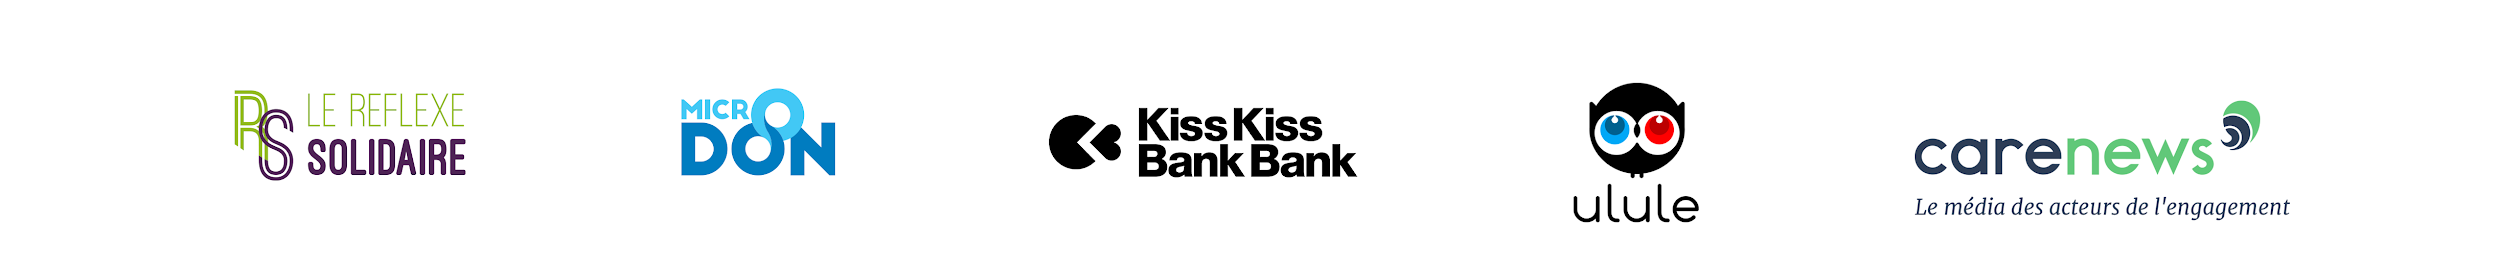 RS
LE REFLEXE
SOLIDAIRE
MICRO
DON
KissKiss
BankBank
ulule
carenews
Le média des acteurs de l'engagement